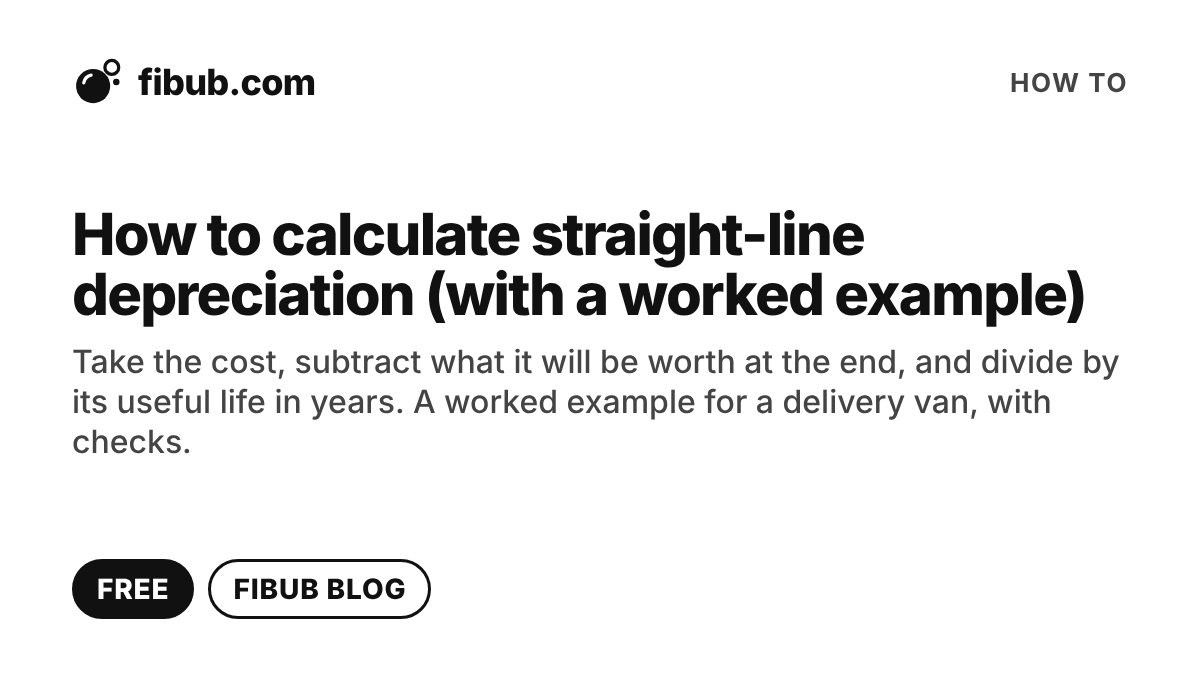 fibub.com
HOW TO
How to calculate straight-line
depreciation (with a worked example)
Take the cost, subtract what it will be worth at the end, and divide by
its useful life in years. A worked example for a delivery van, with
checks.
FREE
FIBUB BLOG